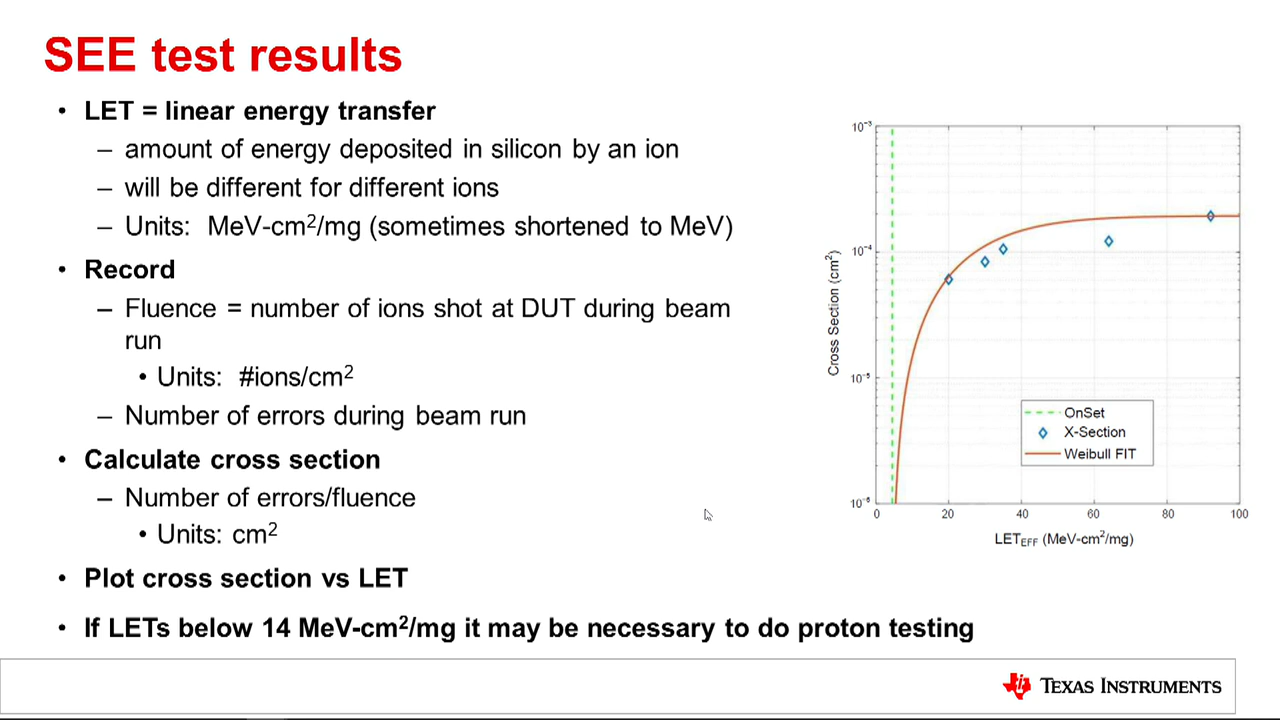 SEE test results
• LET = linear energy transfer
– amount of energy deposited in silicon by an ion
– will be different for different ions
– Units: MeV-cm²/mg (sometimes shortened to MeV)
• Record
– Fluence = number of ions shot at DUT during beam
run
• Units: #ions/cm²
– Number of errors during beam run
• Calculate cross section
– Number of errors/fluence
• Units: cm²
• Plot cross section vs LET
• If LETs below 14 MeV-cm²/mg it may be necessary to do proton testing
Cross Section (cm²)
10⁻³
10⁻⁴
10⁻⁵
10⁻⁶
OnSet
X-Section
Weibull FIT
0 20 40 60 80 100
LET_EFF (MeV-cm²/mg)
TEXAS INSTRUMENTS